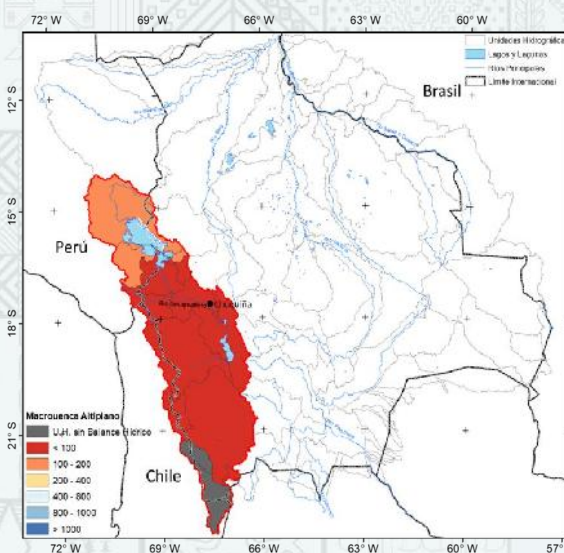 72°W 69°W 66°W 63°W 60°W
Unidades Hidrográfica
Lagos y Lagunas
Ríos Principales
Límite Internacional
Brasil
12°S
15°S
Perú
18°S
21°S
Macrocuenca Altiplano
U.H. sin Balance Hídrico
< 100
100 - 200
200 - 400
400 - 800
800 - 1000
> 1000
Chile
72°W 69°W 66°W 63°W 60°W 57°